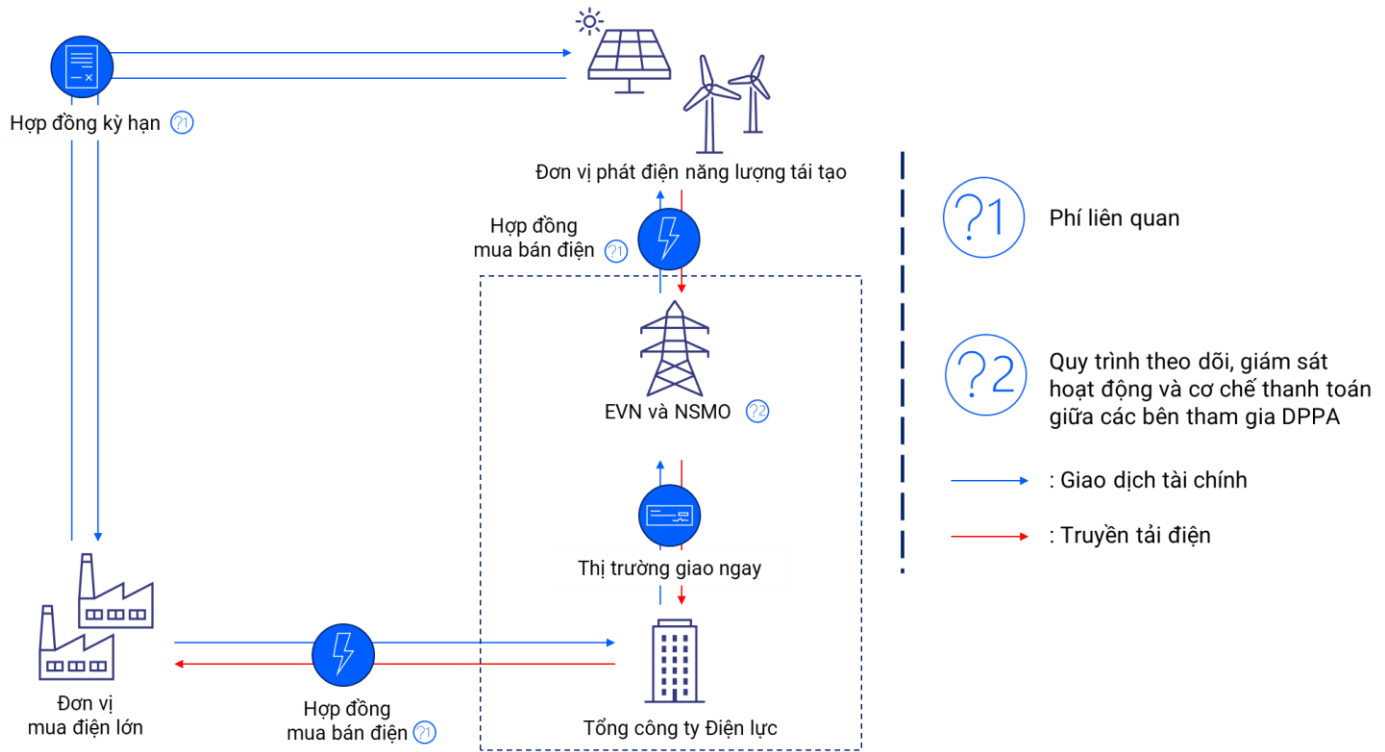 Hợp đồng kỳ hạn ?1
Đơn vị phát điện năng lượng tái tạo
Hợp đồng
mua bán điện ?1
EVN và NSMO ?2
Thị trường giao ngay
Tổng công ty Điện lực
Đơn vị
mua điện lớn
Hợp đồng
mua bán điện ?1
?1 Phí liên quan
?2 Quy trình theo dõi, giám sát
hoạt động và cơ chế thanh toán
giữa các bên tham gia DPPA
: Giao dịch tài chính
: Truyền tải điện